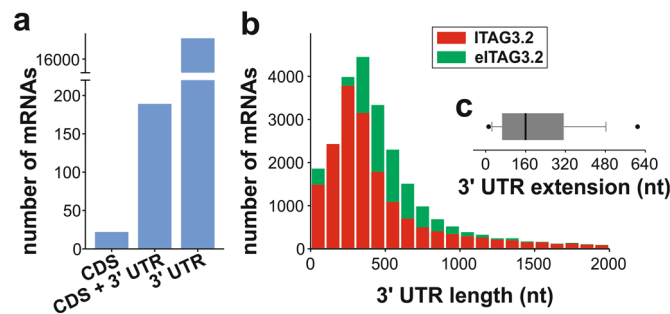 a
number of mRNAs
16000
200
150
100
50
0
CDS
CDS + 3' UTR
3' UTR
b
number of mRNAs
4000
3000
2000
1000
0
0
500
1000
1500
2000
3' UTR length (nt)
ITAG3.2
eITAG3.2
c
0
160
320
480
640
3' UTR extension (nt)